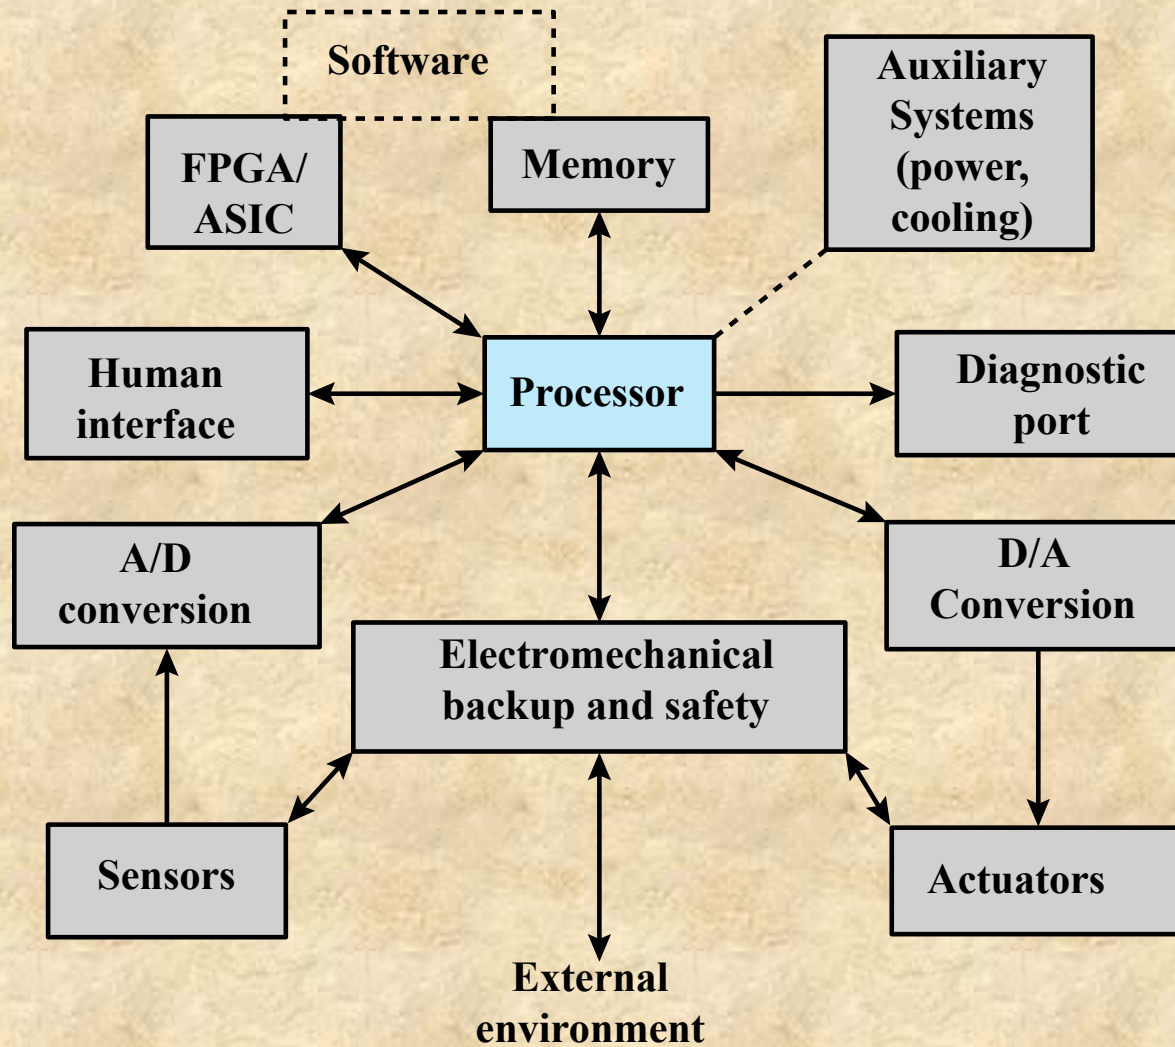 Software
Auxiliary
Systems
(power,
cooling)
FPGA/
ASIC
Memory
Human
interface
Processor
Diagnostic
port
A/D
conversion
D/A
Conversion
Electromechanical
backup and safety
Sensors
Actuators
External
environment